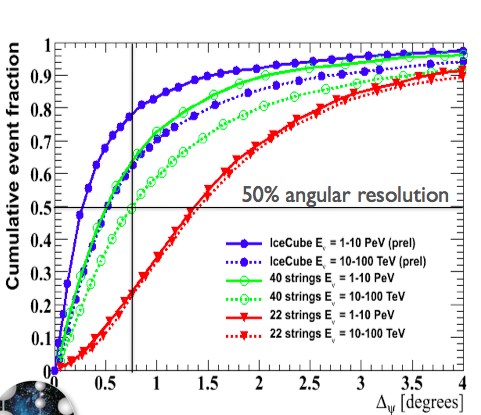 Cumulative event fraction
1
0.9
0.8
0.7
0.6
0.5
0.4
0.3
0.2
0.1
0
50% angular resolution
IceCube Eν = 1-10 PeV (prel)
IceCube Eν = 10-100 TeV (prel)
40 strings Eν = 1-10 PeV
40 strings Eν = 10-100 TeV
22 strings Eν = 1-10 PeV
22 strings Eν = 10-100 TeV
0 0.5 1 1.5 2 2.5 3 3.5 4
Δψ [degrees]